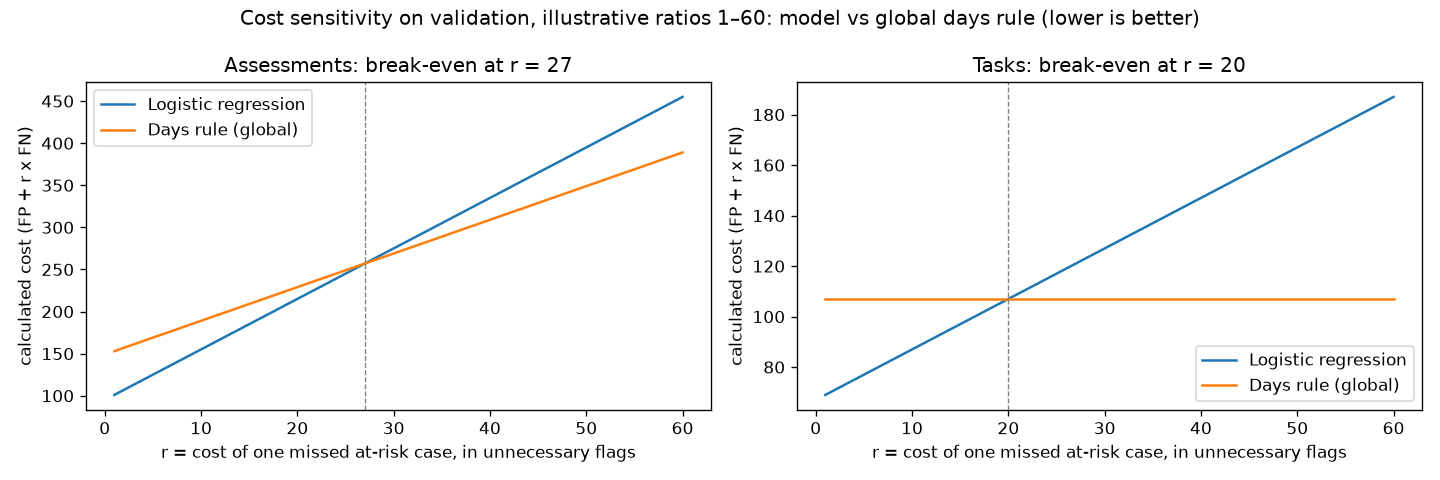 Cost sensitivity on validation, illustrative ratios 1–60: model vs global days rule (lower is better)
Assessments: break-even at r = 27
calculated cost (FP + r x FN)
450
400
350
300
250
200
150
100
Logistic regression
Days rule (global)
0 10 20 30 40 50 60
r = cost of one missed at-risk case, in unnecessary flags
Tasks: break-even at r = 20
calculated cost (FP + r x FN)
180
160
140
120
100
80
Logistic regression
Days rule (global)
0 10 20 30 40 50 60
r = cost of one missed at-risk case, in unnecessary flags